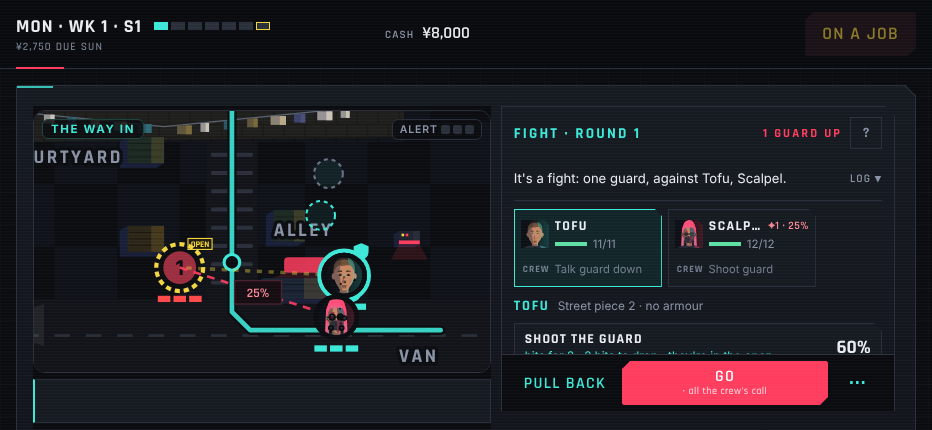 MON · WK 1 · S1
¥2,750 DUE SUN
CASH ¥8,000
ON A JOB
THE WAY IN
ALERT
URTYARD
ALLEY
OPEN
1
25%
VAN
FIGHT · ROUND 1
1 GUARD UP
?
It's a fight: one guard, against Tofu, Scalpel.
LOG ▼
TOFU
11/11
CREW Talk guard down
SCALP… ✦1 · 25%
12/12
CREW Shoot guard
TOFU Street piece 2 · no armour
SHOOT THE GUARD
60%
PULL BACK
GO
· all the crew's call
···